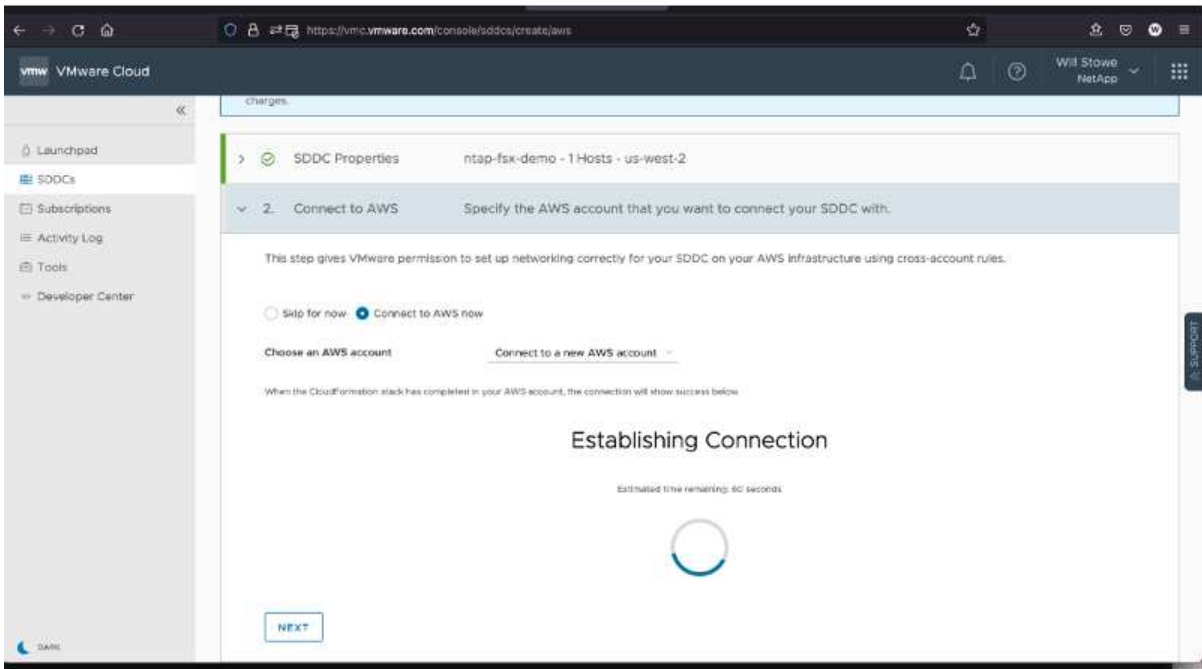 https://vmc.vmware.com/console/sddcs/create/aws
vmw VMware Cloud
Will Stowe
NetApp
charges.
Launchpad
SDDCs
Subscriptions
Activity Log
Tools
Developer Center
SDDC Properties ntap-fsx-demo - 1 Hosts - us-west-2
2. Connect to AWS Specify the AWS account that you want to connect your SDDC with.
This step gives VMware permission to set up networking correctly for your SDDC on your AWS infrastructure using cross-account rules.
Skip for now Connect to AWS now
Choose an AWS account Connect to a new AWS account
When the CloudFormation stack has completed in your AWS account, the connection will show success below.
Establishing Connection
Estimated time remaining: 60 seconds
NEXT
DARK
SUPPORT